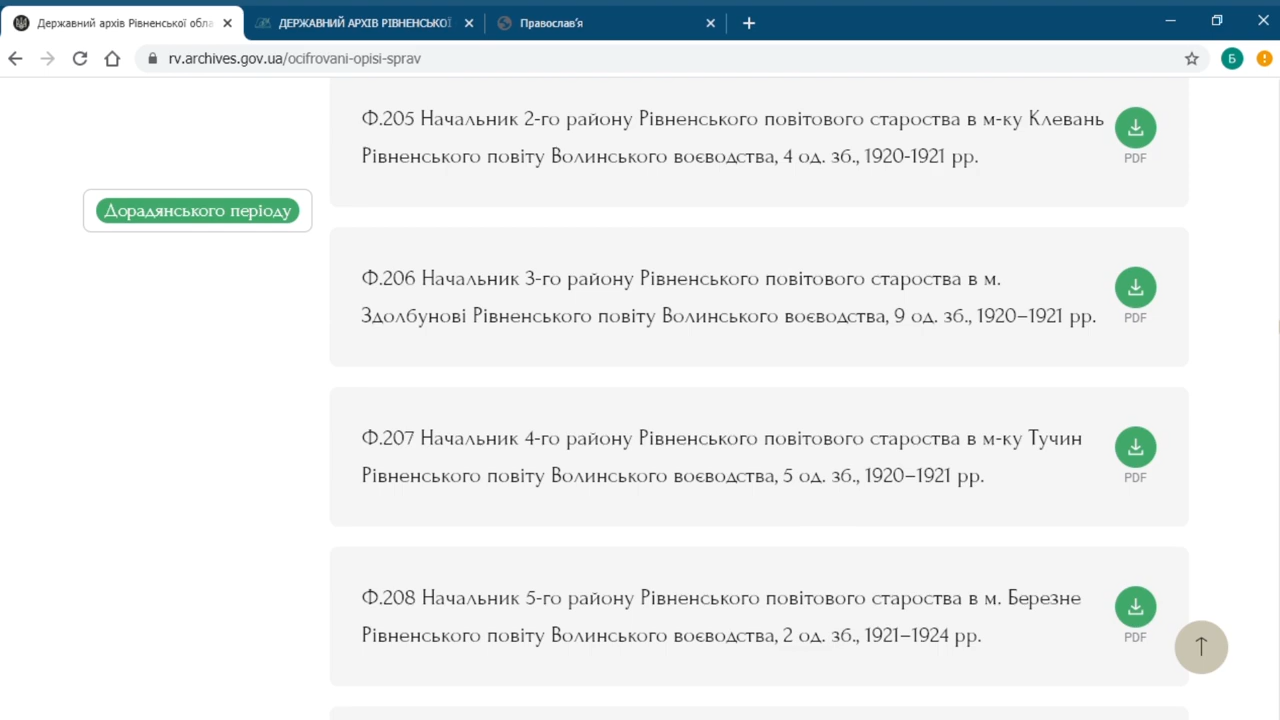 Державний архів Рівненської обла
ДЕРЖАВНИЙ АРХІВ РІВНЕНСЬКОЇ
Православ'я
rv.archives.gov.ua/ocifrovani-opisi-sprav
Б
Ф.205 Начальник 2-го району Рівненського повітового староства в м-ку Клевань
Рівненського повіту Волинського воєводства, 4 од. зб., 1920-1921 рр.
PDF
Дорадянського періоду
Ф.206 Начальник 3-го району Рівненського повітового староства в м.
Здолбунові Рівненського повіту Волинського воєводства, 9 од. зб., 1920–1921 рр.
PDF
Ф.207 Начальник 4-го району Рівненського повітового староства в м-ку Тучин
Рівненського повіту Волинського воєводства, 5 од. зб., 1920–1921 рр.
PDF
Ф.208 Начальник 5-го району Рівненського повітового староства в м. Березне
Рівненського повіту Волинського воєводства, 2 од. зб., 1921–1924 рр.
PDF